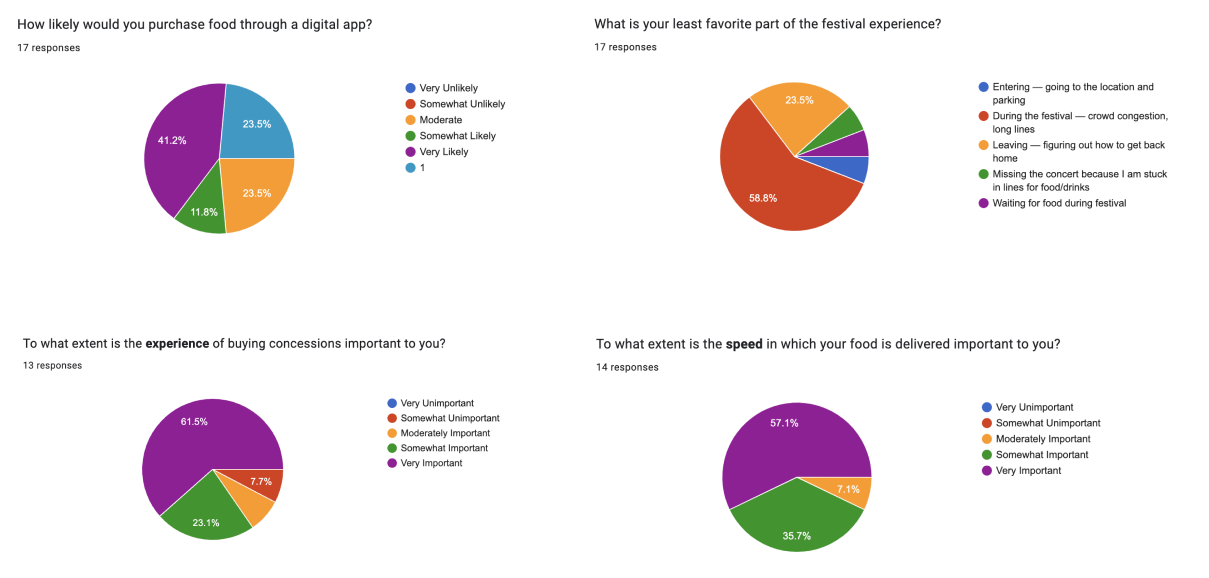 How likely would you purchase food through a digital app?
17 responses
41.2%
23.5%
11.8%
23.5%
Very Unlikely
Somewhat Unlikely
Moderate
Somewhat Likely
Very Likely
1
What is your least favorite part of the festival experience?
17 responses
23.5%
58.8%
Entering — going to the location and
parking
During the festival — crowd congestion,
long lines
Leaving — figuring out how to get back
home
Missing the concert because I am stuck
in lines for food/drinks
Waiting for food during festival
To what extent is the experience of buying concessions important to you?
13 responses
61.5%
7.7%
23.1%
Very Unimportant
Somewhat Unimportant
Moderately Important
Somewhat Important
Very Important
To what extent is the speed in which your food is delivered important to you?
14 responses
57.1%
7.1%
35.7%
Very Unimportant
Somewhat Unimportant
Moderately Important
Somewhat Important
Very Important